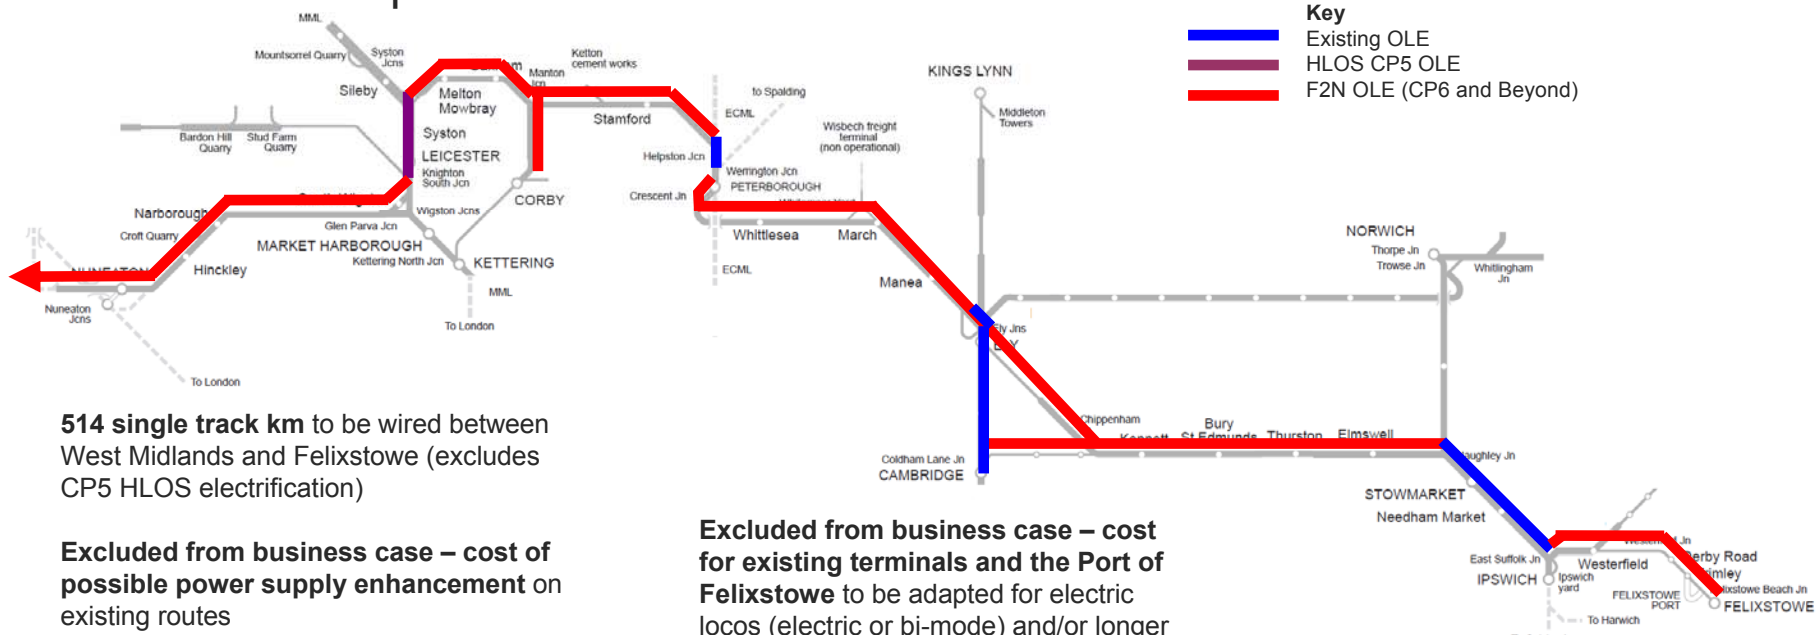 Key
Existing OLE
HLOS CP5 OLE
F2N OLE (CP6 and Beyond)
MML
Mountsorrel Quarry
Syston
Jcns
Sileby
Melton
Mowbray
Manton
Ketton
cement works
Stamford
Bardon Hill
Quarry
Stud Farm
Quarry
Syston
LEICESTER
Knighton
South Jcn
CORBY
Wigston Jcns
Narborough
Croft Quarry
Glen Parva Jcn
MARKET HARBOROUGH
Kettering North Jcn
KETTERING
MML
To London
Hinckley
NUNEATON
Nuneaton
Jcns
To London
ECML
to Spalding
Helpston Jcn
Werrington Jcn
PETERBOROUGH
Crescent Jn
Whittlesea
March
ECML
Wisbech freight
terminal
(non operational)
KINGS LYNN
Middleton
Towers
Manea
Ely Jns
Chippenham
Kennett
Bury
St Edmunds
Thurston
Elmswell
Coldham Lane Jn
CAMBRIDGE
NORWICH
Thorpe Jn
Trowse Jn
Whitlingham
Jn
STOWMARKET
Needham Market
East Suffolk Jn
IPSWICH
Ipswich
yard
Westerfield
Derby Road
FELIXSTOWE
PORT
FELIXSTOWE
To Harwich
514 single track km to be wired between
West Midlands and Felixstowe (excludes
CP5 HLOS electrification)
Excluded from business case – cost of
possible power supply enhancement on
existing routes
Excluded from business case – cost
for existing terminals and the Port of
Felixstowe to be adapted for electric
locos (electric or bi-mode) and/or longer